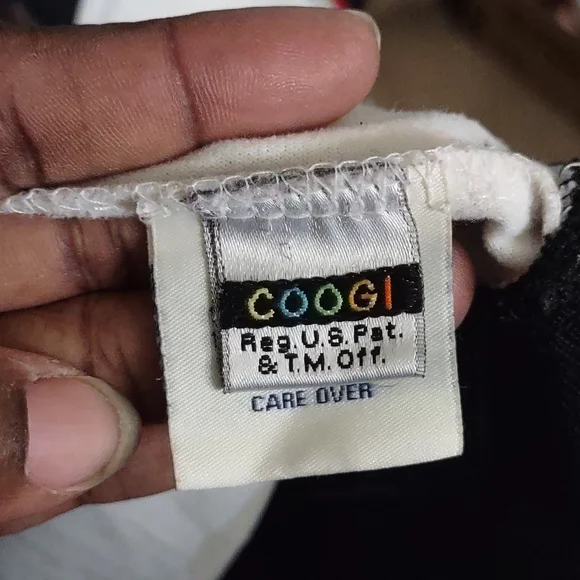 COOGI
Reg. U.S. Pat.
& T.M. Off.
CARE OVER